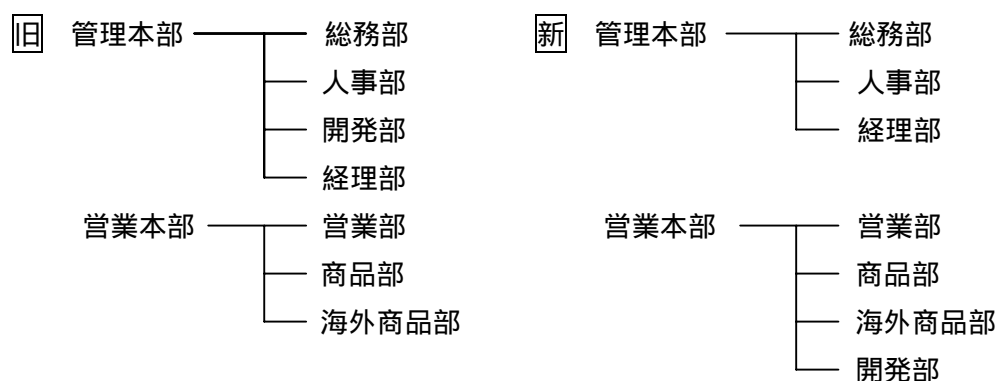 旧 管理本部 総務部
人事部
開発部
経理部
営業本部 営業部
商品部
海外商品部
新 管理本部 総務部
人事部
経理部
営業本部 営業部
商品部
海外商品部
開発部